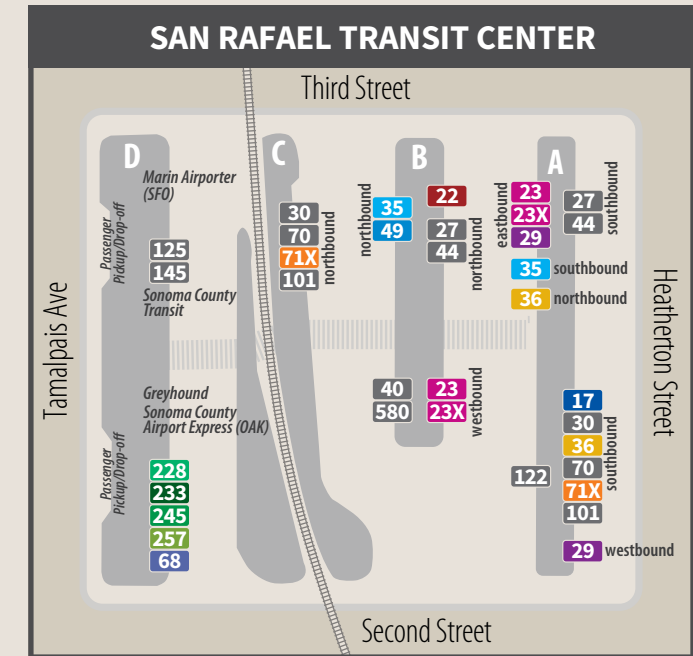 SAN RAFAEL TRANSIT CENTER
Third Street
Tamalpais Ave
Heatherton Street
Second Street
D
Marin Airporter
(SFO)
Passenger
Pickup/Drop-off
125
145
Sonoma County
Transit
Greyhound
Sonoma County
Airport Express (OAK)
Passenger
Pickup/Drop-off
228
233
245
257
68
C
30
70
71X
101
northbound
B
northbound
35
49
22
27
44
northbound
40
580
23
23X
westbound
A
eastbound
23
23X
29
27
44
southbound
35 southbound
36 northbound
17
30
36
70
71X
101
southbound
122
29 westbound